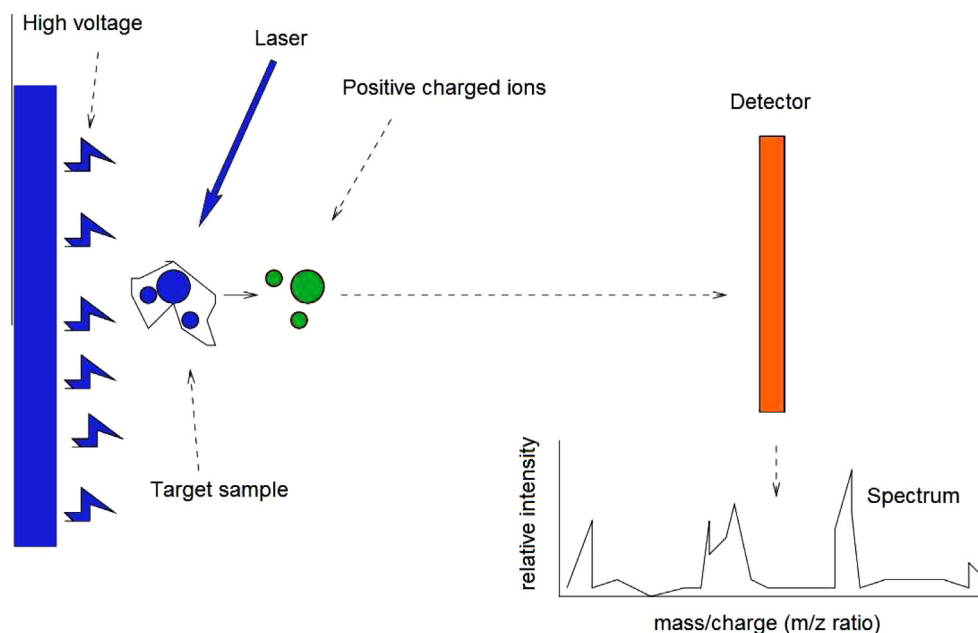 High voltage
Laser
Positive charged ions
Detector
Target sample
relative intensity
Spectrum
mass/charge (m/z ratio)